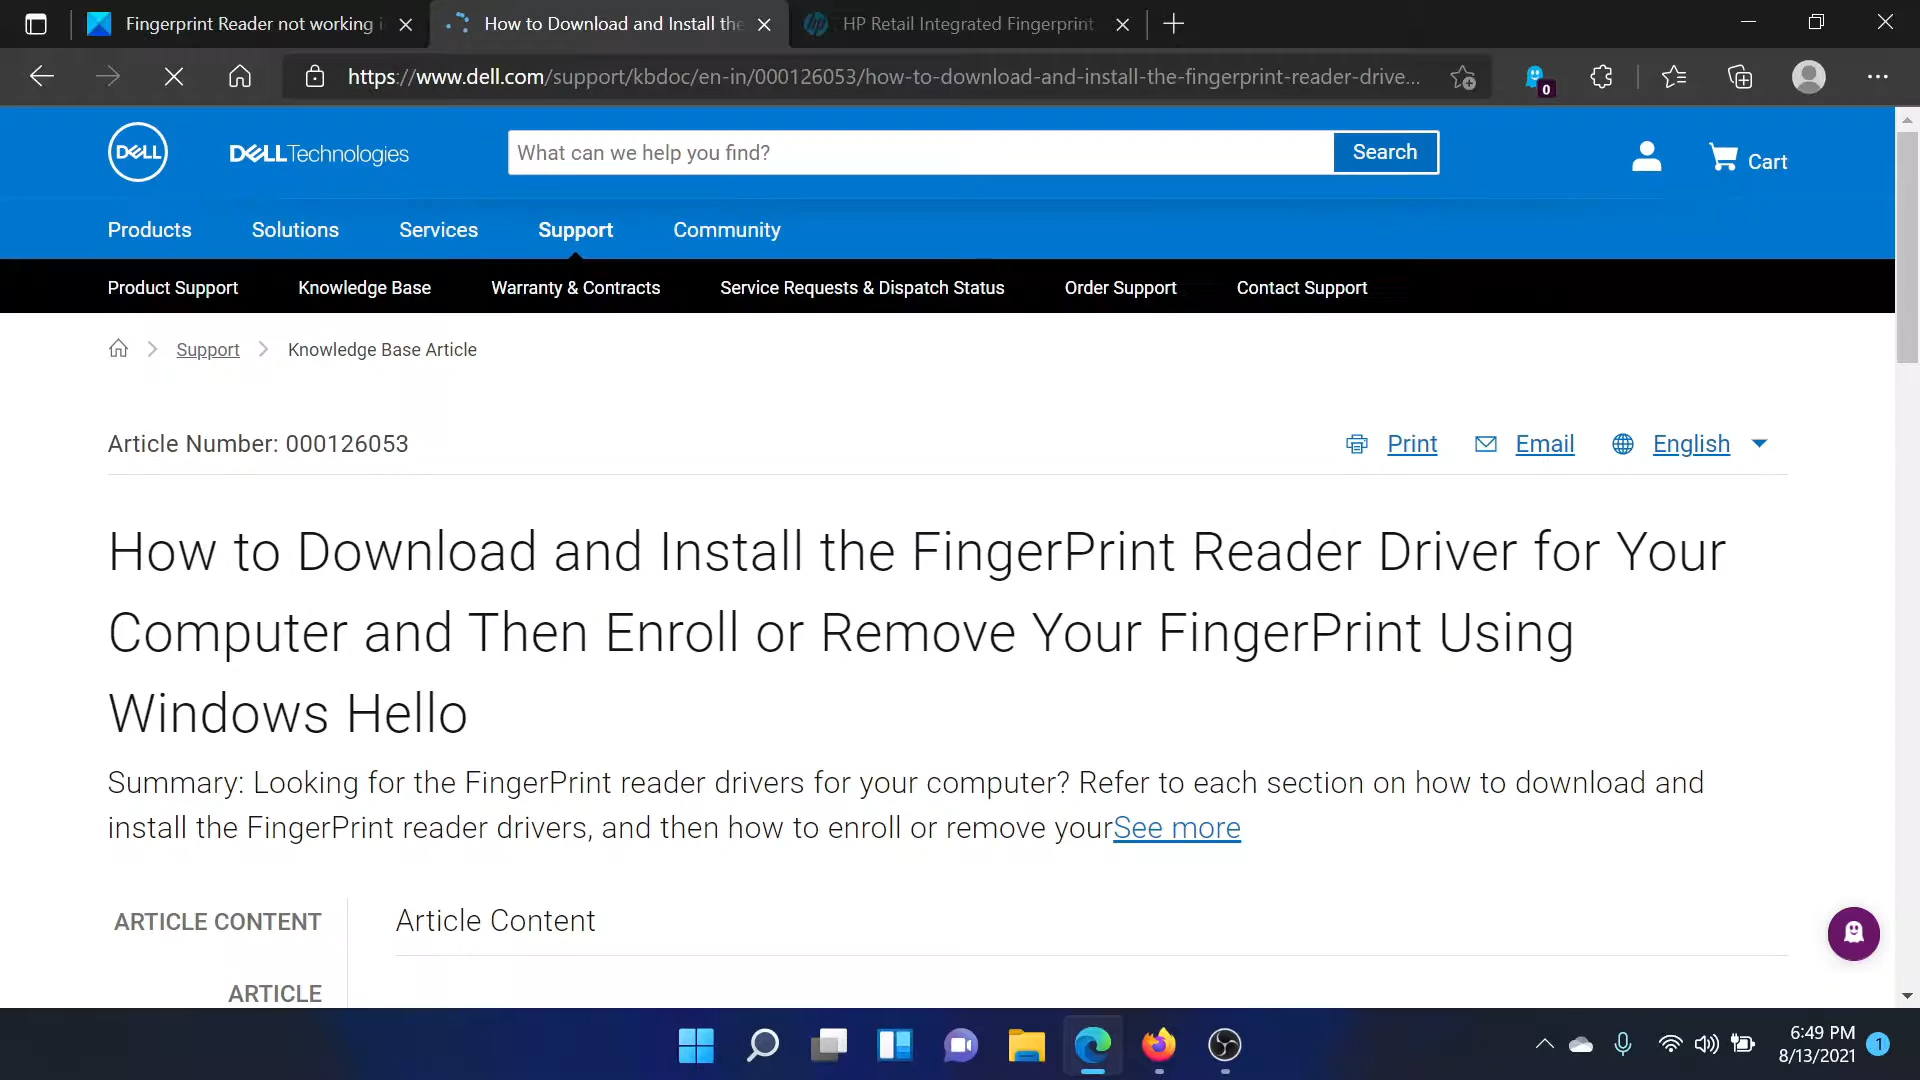 Fingerprint Reader not working i
How to Download and Install the
HP Retail Integrated Fingerprint
https://www.dell.com/support/kbdoc/en-in/000126053/how-to-download-and-install-the-fingerprint-reader-drive...
0
DELL
DELLTechnologies
What can we help you find?
Search
Cart
Products
Solutions
Services
Support
Community
Product Support
Knowledge Base
Warranty & Contracts
Service Requests & Dispatch Status
Order Support
Contact Support
Support
Knowledge Base Article
Article Number: 000126053
Print
Email
English
How to Download and Install the FingerPrint Reader Driver for Your
Computer and Then Enroll or Remove Your FingerPrint Using
Windows Hello
Summary: Looking for the FingerPrint reader drivers for your computer? Refer to each section on how to download and
install the FingerPrint reader drivers, and then how to enroll or remove yourSee more
ARTICLE CONTENT
Article Content
ARTICLE
6:49 PM
8/13/2021
1